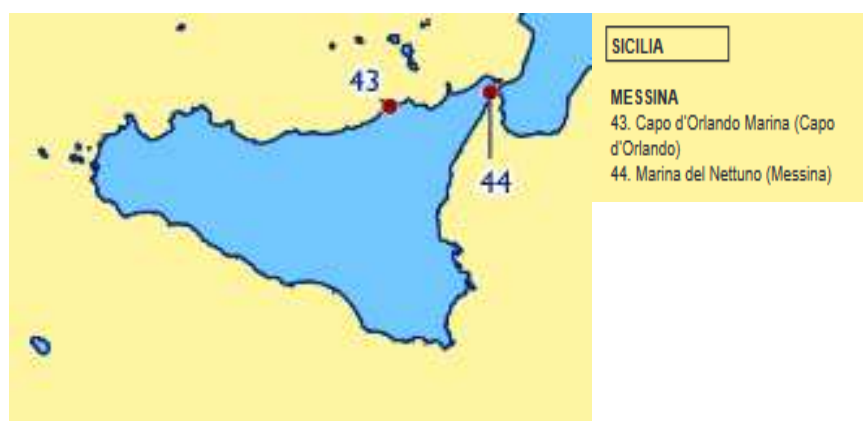 43
44
SICILIA
MESSINA
43. Capo d'Orlando Marina (Capo
d'Orlando)
44. Marina del Nettuno (Messina)